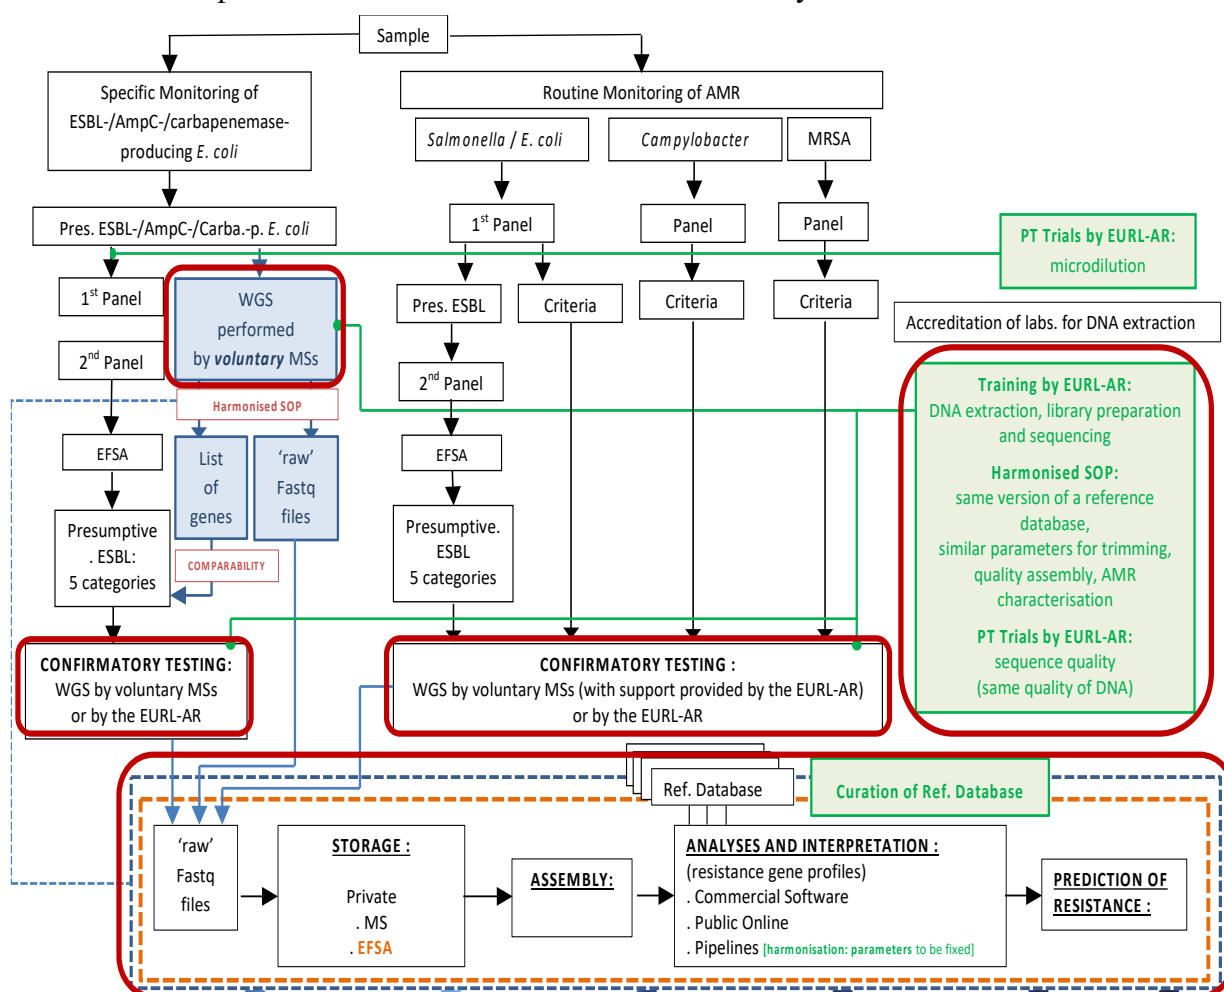 Sample
Specific Monitoring of
ESBL-/AmpC-/carbapenemase-
producing E. coli
Routine Monitoring of AMR
Salmonella / E. coli
Campylobacter
MRSA
Pres. ESBL-/AmpC-/Carba.-p. E. coli
1st Panel
Panel
Panel
PT Trials by EURL-AR:
microdilution
1st Panel
WGS
performed
by voluntary MSs
Pres. ESBL
Criteria
Criteria
Criteria
Accreditation of labs. for DNA extraction
2nd Panel
2nd Panel
Harmonised SOP
Training by EURL-AR:
DNA extraction, library preparation
and sequencing
Harmonised SOP:
same version of a reference
database,
similar parameters for trimming,
quality assembly, AMR
characterisation
PT Trials by EURL-AR:
sequence quality
(same quality of DNA)
EFSA
List
of
genes
'raw'
Fastq
files
EFSA
Presumptive
. ESBL:
5 categories
COMPARABILITY
Presumptive.
ESBL
5 categories
CONFIRMATORY TESTING:
WGS by voluntary MSs
or by the EURL-AR
CONFIRMATORY TESTING :
WGS by voluntary MSs (with support provided by the EURL-AR)
or by the EURL-AR
Ref. Database
Curation of Ref. Database
'raw'
Fastq
files
STORAGE :
Private
. MS
. EFSA
ASSEMBLY:
ANALYSES AND INTERPRETATION :
(resistance gene profiles)
. Commercial Software
. Public Online
. Pipelines [harmonisation: parameters to be fixed]
PREDICTION OF
RESISTANCE :